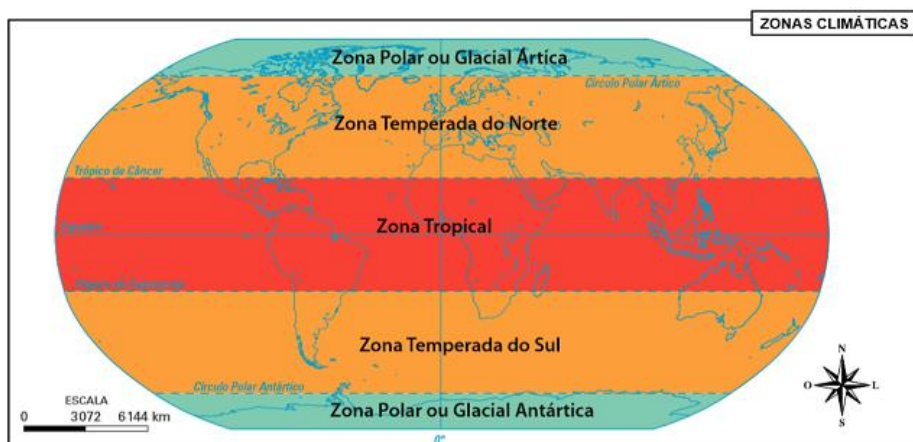 ZONAS CLIMÁTICAS
Zona Polar ou Glacial Ártica
Círculo Polar Ártico
Zona Temperada do Norte
Trópico de Câncer
Zona Tropical
Equador
Trópico de Capricórnio
Zona Temperada do Sul
N
O
L
S
Círculo Polar Antártico
ESCALA
0 3072 6144 km
Zona Polar ou Glacial Antártica
0°